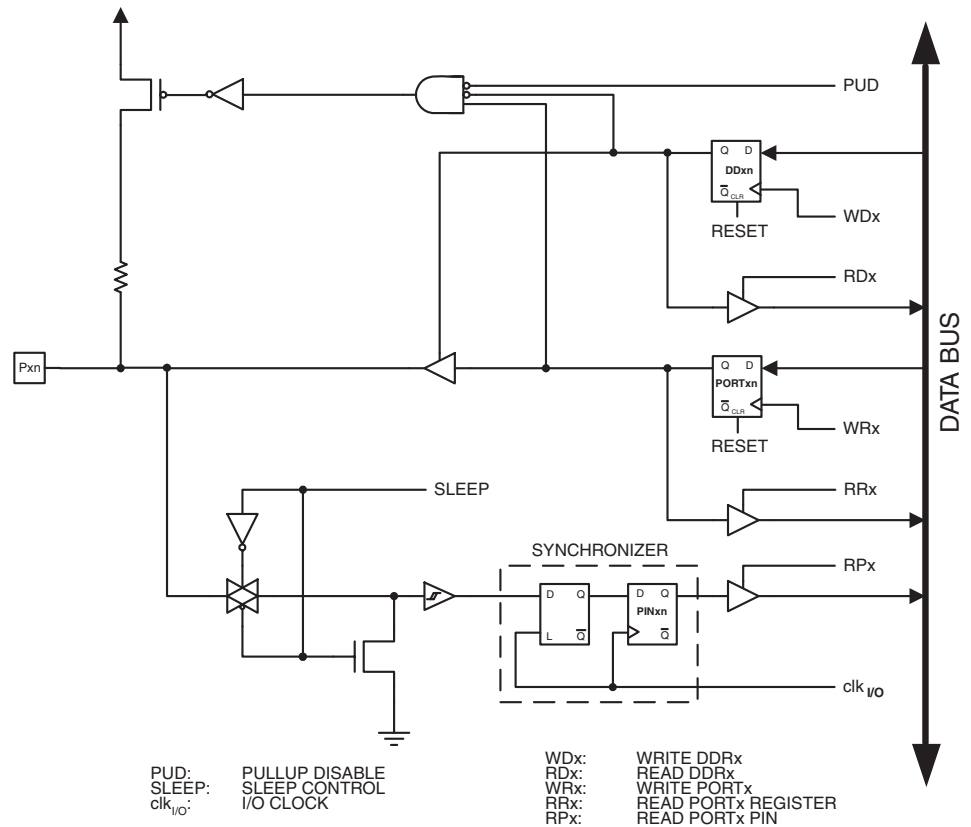 PUD
Q D
DDxn
Q CLR
WDx
RESET
RDx
Pxn
Q D
PORTxn
Q CLR
WRx
RESET
DATA BUS
SLEEP
RRx
SYNCHRONIZER
RPx
D Q
L Q
D Q
PINxn
Q
clk I/O
PUD: PULLUP DISABLE
SLEEP: SLEEP CONTROL
clkI/O: I/O CLOCK
WDx: WRITE DDRx
RDx: READ DDRx
WRx: WRITE PORTx
RRx: READ PORTx REGISTER
RPx: READ PORTx PIN